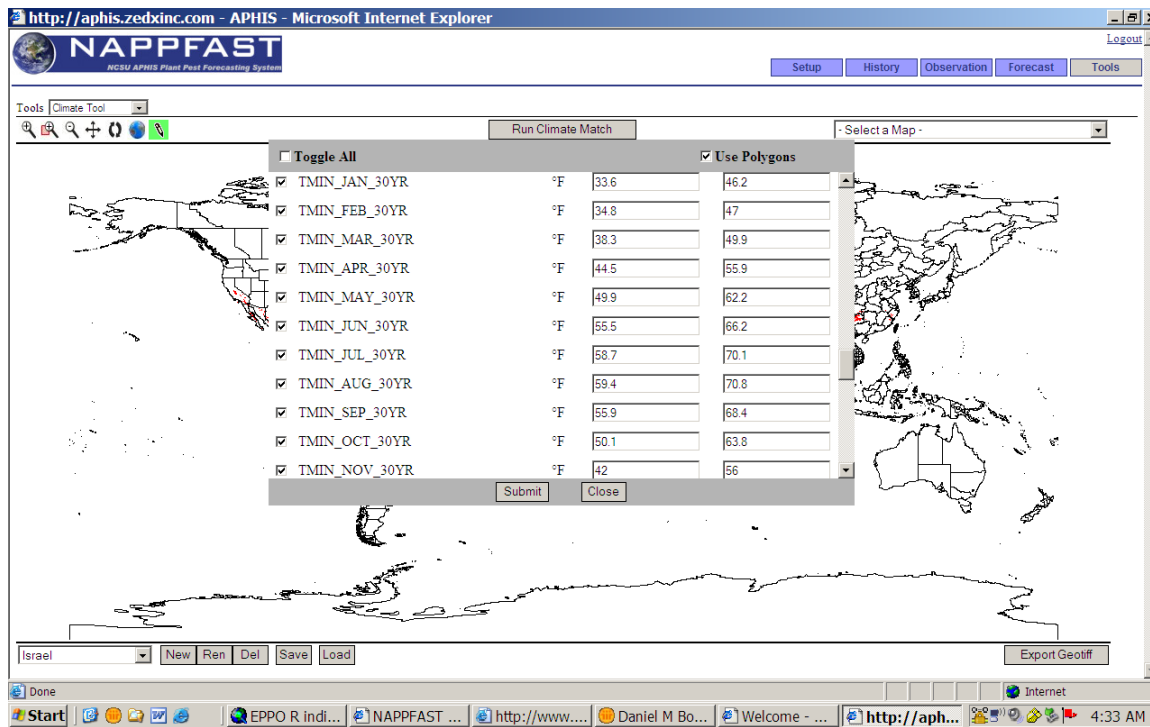 http://aphis.zedxinc.com - APHIS - Microsoft Internet Explorer
NAPPFAST
NCSU APHIS Plant Pest Forecasting System
Logout
Setup History Observation Forecast Tools
Tools Climate Tool
Run Climate Match
- Select a Map -
Toggle All Use Polygons
TMIN_JAN_30YR °F 33.6 46.2
TMIN_FEB_30YR °F 34.8 47
TMIN_MAR_30YR °F 38.3 49.9
TMIN_APR_30YR °F 44.5 55.9
TMIN_MAY_30YR °F 49.9 62.2
TMIN_JUN_30YR °F 55.5 66.2
TMIN_JUL_30YR °F 58.7 70.1
TMIN_AUG_30YR °F 59.4 70.8
TMIN_SEP_30YR °F 55.9 68.4
TMIN_OCT_30YR °F 50.1 63.8
TMIN_NOV_30YR °F 42 56
Submit Close
Israel New Ren Del Save Load Export Geotiff
Done Internet
Start EPPO R indi... NAPPFAST ... http://www.... Daniel M Bo... Welcome - ... http://aph... 4:33 AM